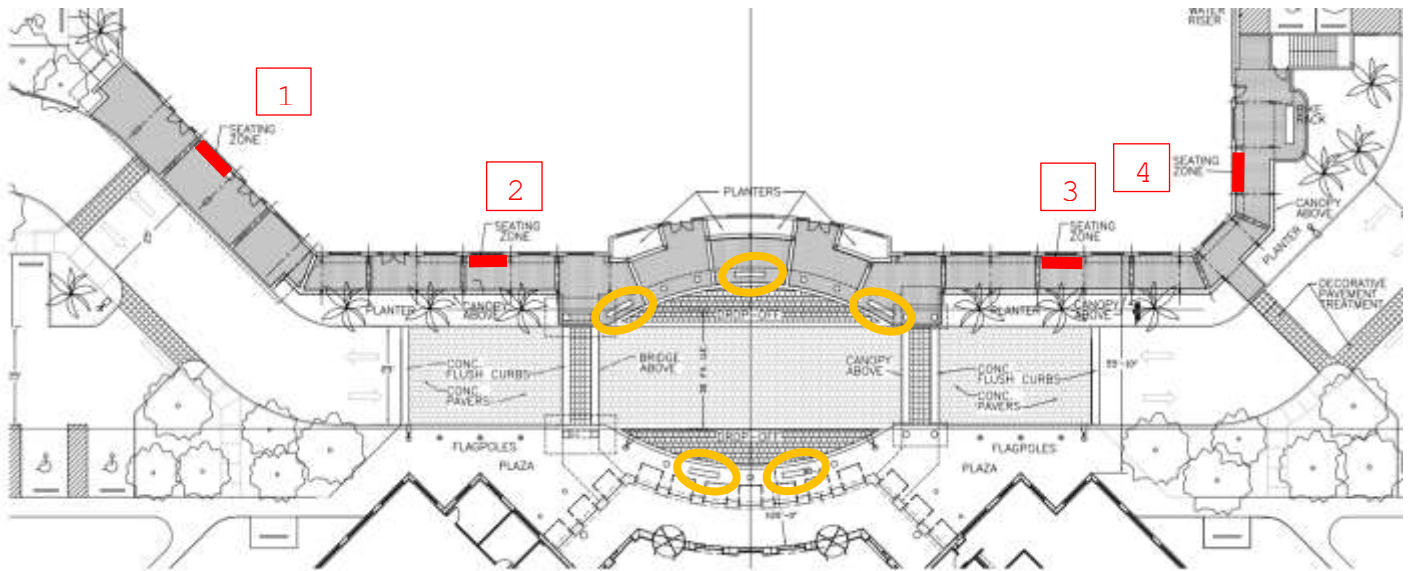 WATER
RISER
1
SEATING
ZONE
BIKE
RACK
2
3
4
SEATING
ZONE
PLANTERS
CANOPY
ABOVE
SEATING
ZONE
SEATING
ZONE
PLANTER
DECORATIVE
PAVEMENT
TREATMENT
PLANTER
CANOPY
ABOVE
DROP-OFF
PLANTER
CANOPY
ABOVE
CONC.
FLUSH CURBS
BRIDGE
ABOVE
CANOPY
ABOVE
CONC.
FLUSH CURBS
CONC.
PAVERS
CONC.
PAVERS
DROP-OFF
FLAGPOLES
FLAGPOLES
PLAZA
PLAZA